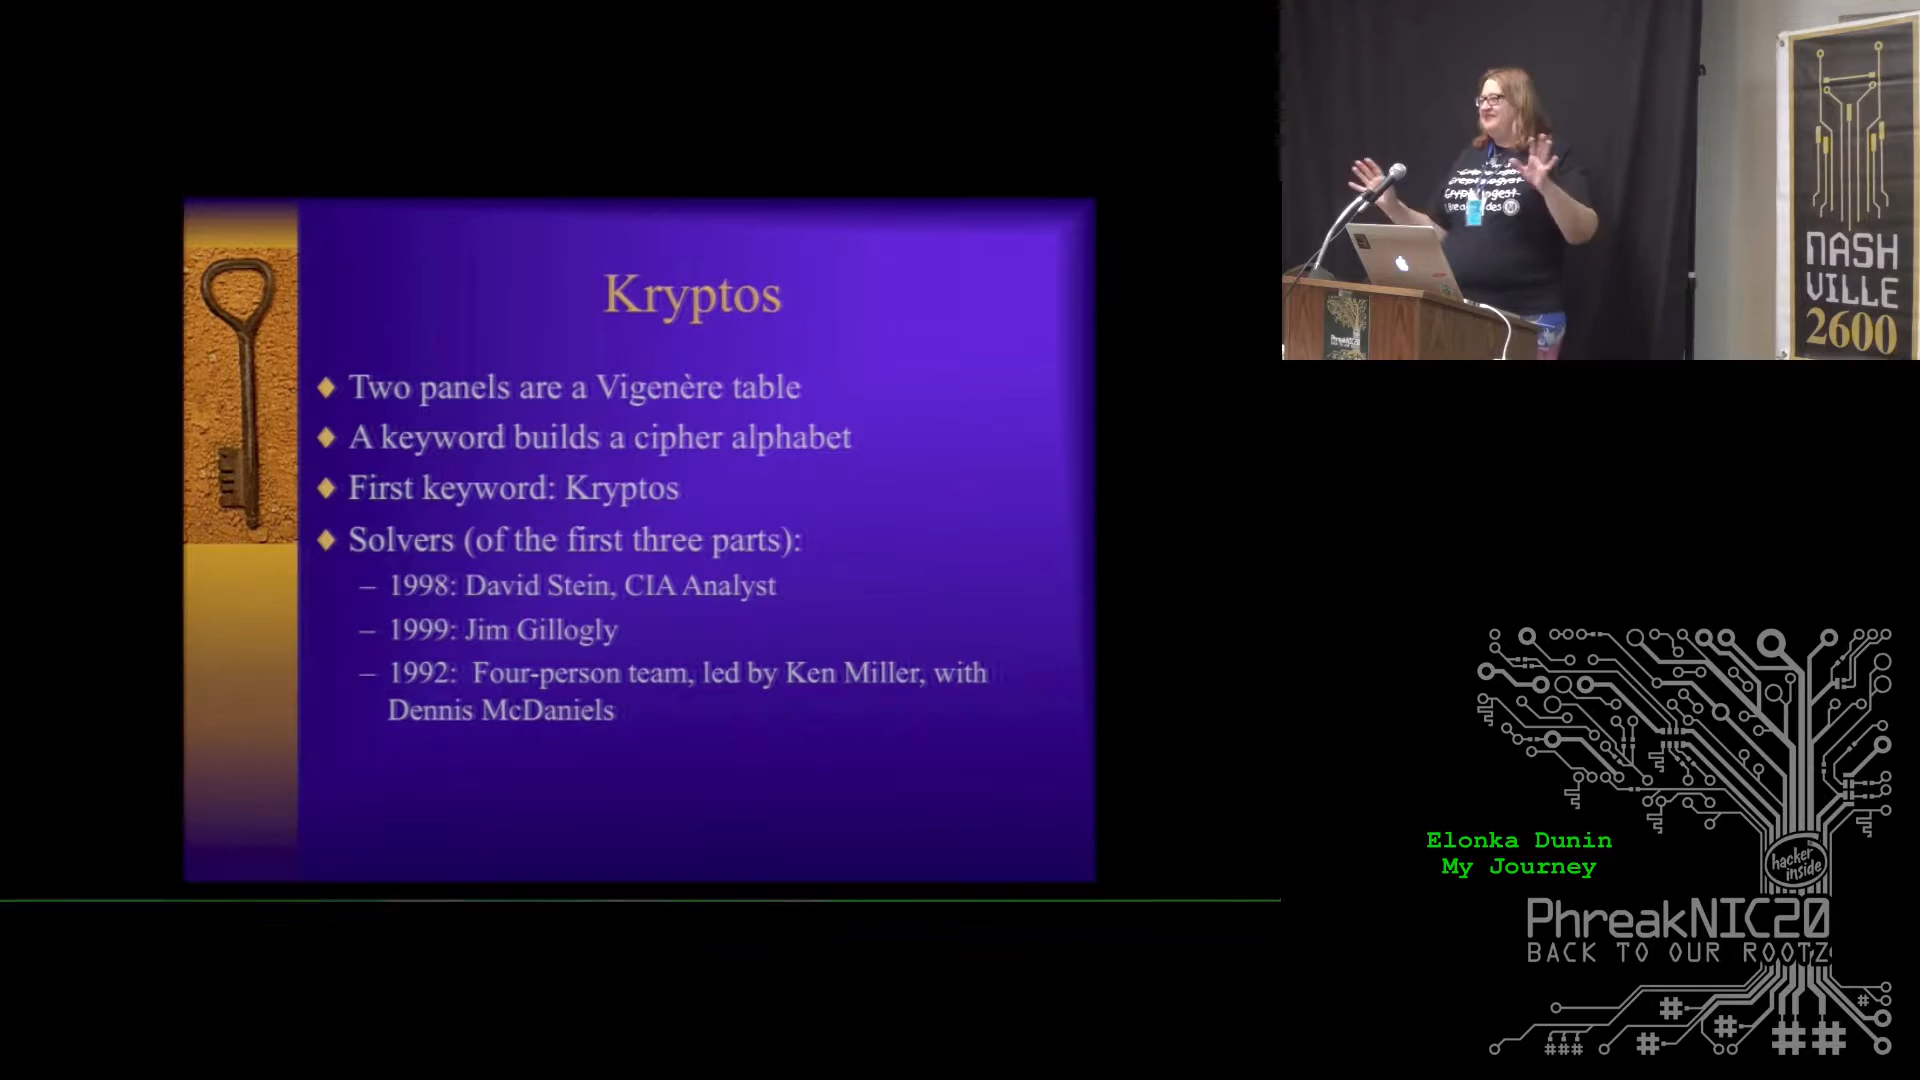 Kryptos
Two panels are a Vigenère table
A keyword builds a cipher alphabet
First keyword: Kryptos
Solvers (of the first three parts):
– 1998: David Stein, CIA Analyst
– 1999: Jim Gillogly
– 1992: Four-person team, led by Ken Miller, with
Dennis McDaniels
NASH
VILLE
2600
PhreakNIC20
Elonka Dunin
My Journey
hacker
inside
PhreakNIC20
BACK TO OUR ROOTZ
# # # ##
###